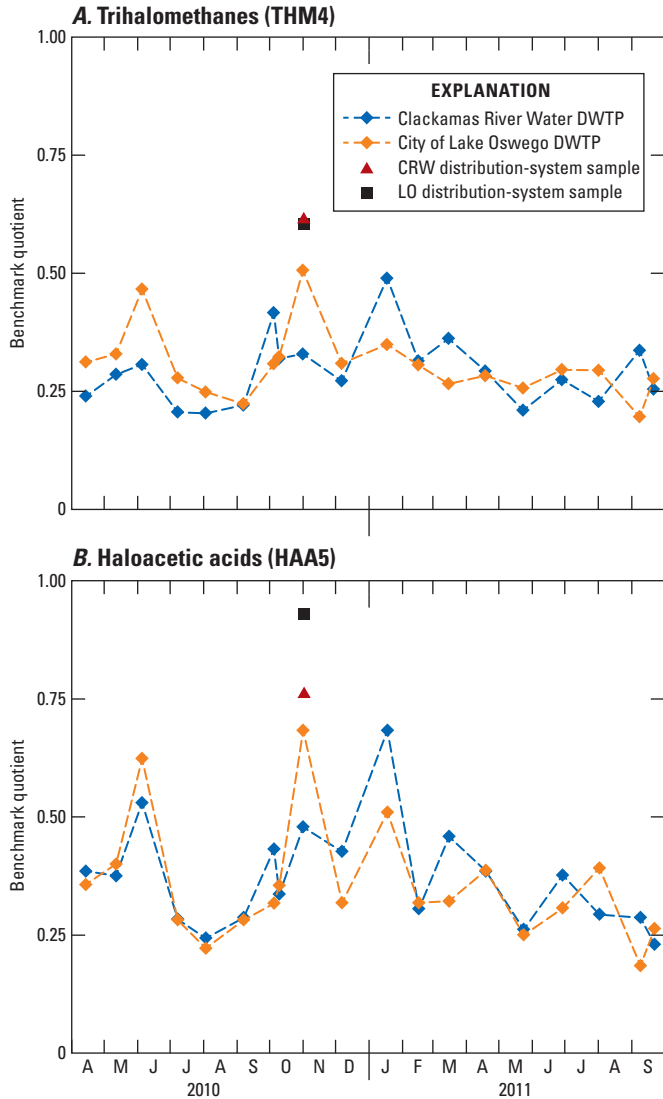 A. Trihalomethanes (THM4)
1.00
0.75
0.50
0.25
0
Benchmark quotient
EXPLANATION
Clackamas River Water DWTP
City of Lake Oswego DWTP
CRW distribution-system sample
LO distribution-system sample
B. Haloacetic acids (HAA5)
1.00
0.75
0.50
0.25
0
Benchmark quotient
A M J J A S O N D J F M A M J J A S
2010 2011